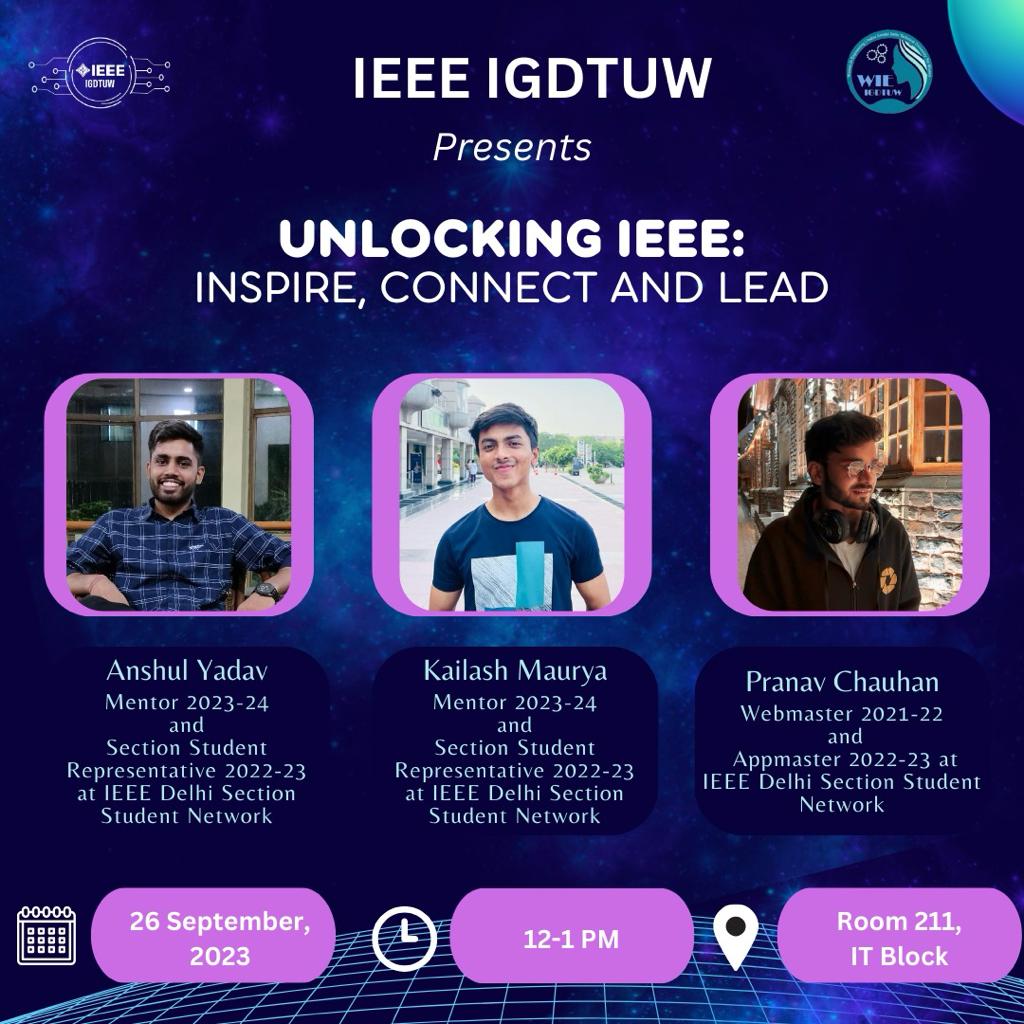 IEEE
IGDTUW
IEEE IGDTUW
WIE
IGDTUW
Presents
UNLOCKING IEEE:
INSPIRE, CONNECT AND LEAD
Anshul Yadav
Mentor 2023-24
and
Section Student
Representative 2022-23
at IEEE Delhi Section
Student Network
Kailash Maurya
Mentor 2023-24
and
Section Student
Representative 2022-23
at IEEE Delhi Section
Student Network
Pranav Chauhan
Webmaster 2021-22
and
Appmaster 2022-23 at
IEEE Delhi Section Student
Network
26 September,
2023
12-1 PM
Room 211,
IT Block